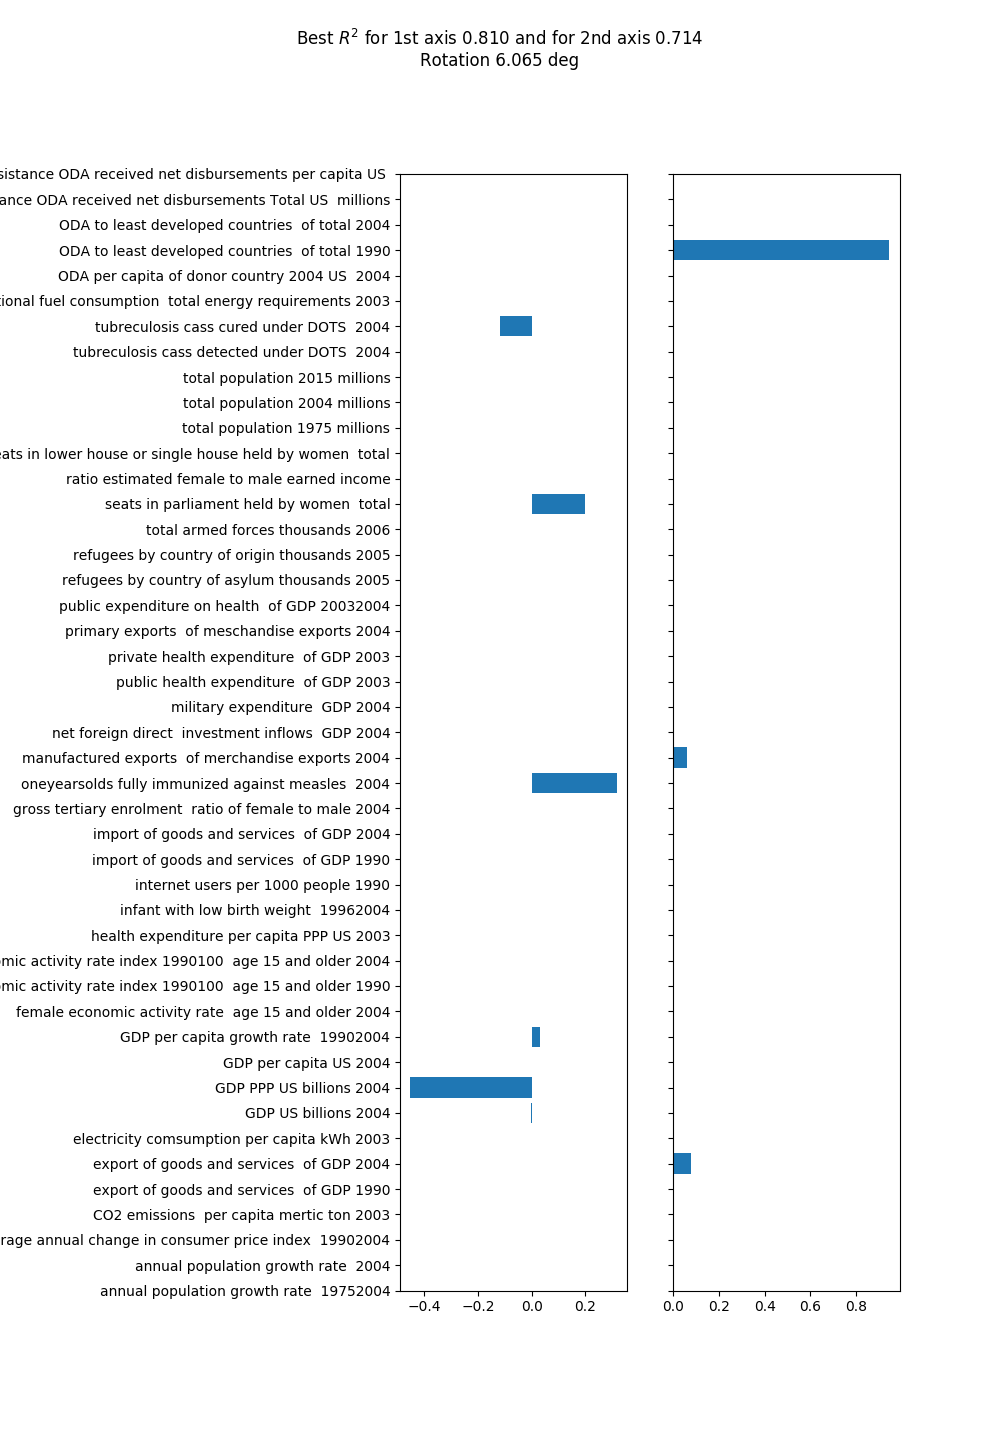 Best R² for 1st axis 0.810 and for 2nd axis 0.714
Rotation 6.065 deg
sistance ODA received net disbursements per capita US
ance ODA received net disbursements Total US millions
ODA to least developed countries of total 2004
ODA to least developed countries of total 1990
ODA per capita of donor country 2004 US 2004
tional fuel consumption total energy requirements 2003
tubreculosis cass cured under DOTS 2004
tubreculosis cass detected under DOTS 2004
total population 2015 millions
total population 2004 millions
total population 1975 millions
eats in lower house or single house held by women total
ratio estimated female to male earned income
seats in parliament held by women total
total armed forces thousands 2006
refugees by country of origin thousands 2005
refugees by country of asylum thousands 2005
public expenditure on health of GDP 20032004
primary exports of meschandise exports 2004
private health expenditure of GDP 2003
public health expenditure of GDP 2003
military expenditure GDP 2004
net foreign direct investment inflows GDP 2004
manufactured exports of merchandise exports 2004
oneyearsolds fully immunized against measles 2004
gross tertiary enrolment ratio of female to male 2004
import of goods and services of GDP 2004
import of goods and services of GDP 1990
internet users per 1000 people 1990
infant with low birth weight 19962004
health expenditure per capita PPP US 2003
omic activity rate index 1990100 age 15 and older 2004
omic activity rate index 1990100 age 15 and older 1990
female economic activity rate age 15 and older 2004
GDP per capita growth rate 19902004
GDP per capita US 2004
GDP PPP US billions 2004
GDP US billions 2004
electricity comsumption per capita kWh 2003
export of goods and services of GDP 2004
export of goods and services of GDP 1990
CO2 emissions per capita mertic ton 2003
rage annual change in consumer price index 19902004
annual population growth rate 2004
annual population growth rate 19752004
−0.4 −0.2 0.0 0.2 0.0 0.2 0.4 0.6 0.8